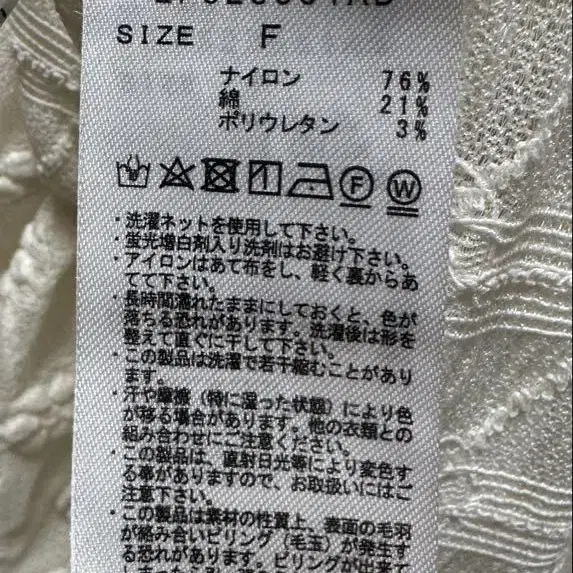 SIZE F
ナイロン 76%
綿 21%
ポリウレタン 3%
F W
・洗濯ネットを使用して下さい。
・蛍光増白剤入り洗剤はお避け下さい。
・アイロンはあて布をし、軽く裏からあ
てて下さい。
・長時間濡れたままにしておくと、色が
落ちる恐れがあります。洗濯後は形を
整えて直ぐに干して下さい。
・この製品は洗濯で若干縮むことがあり
ます。
・汗や摩擦（特に湿った状態）により色
が移る場合があります。他の衣類との
組み合わせにご注意ください。
・この製品は、直射日光等により変色す
る事がありますので、お取扱いにはご
注意下さい。
・この製品は素材の性質上、表面の毛羽
が絡み合いピリング（毛玉）が発生す
る恐れがあります。ピリングが出来て